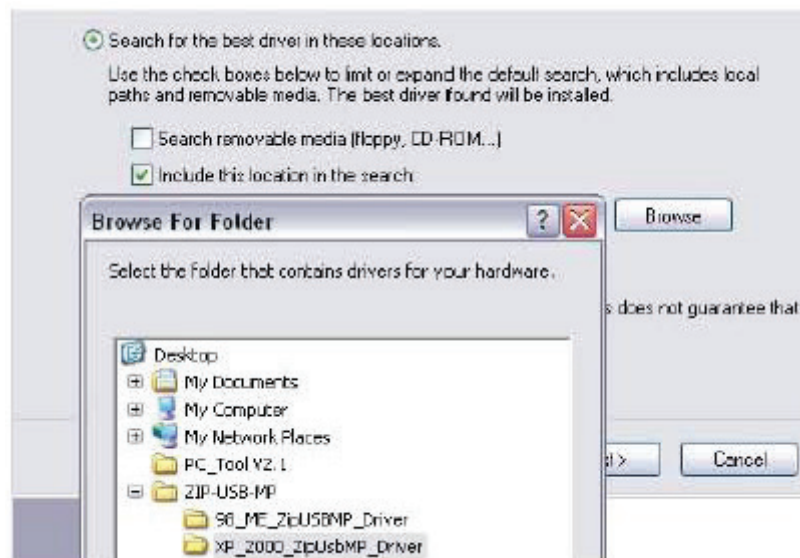 Search for the best driver in these locations.
Use the check boxes below to limit or expand the default search, which includes local
paths and removable media. The best driver found will be installed.
Search removable media (floppy, CD-ROM...)
Include this location in the search:
Browse For Folder
Browse
Select the folder that contains drivers for your hardware.
s does not guarantee that
Desktop
My Documents
My Computer
My Network Places
PC_Tool V2.1
Cancel
ZIP-USB-MP
98_ME_ZipUSBMP_Driver
XP_2000_ZipUsbMP_Driver